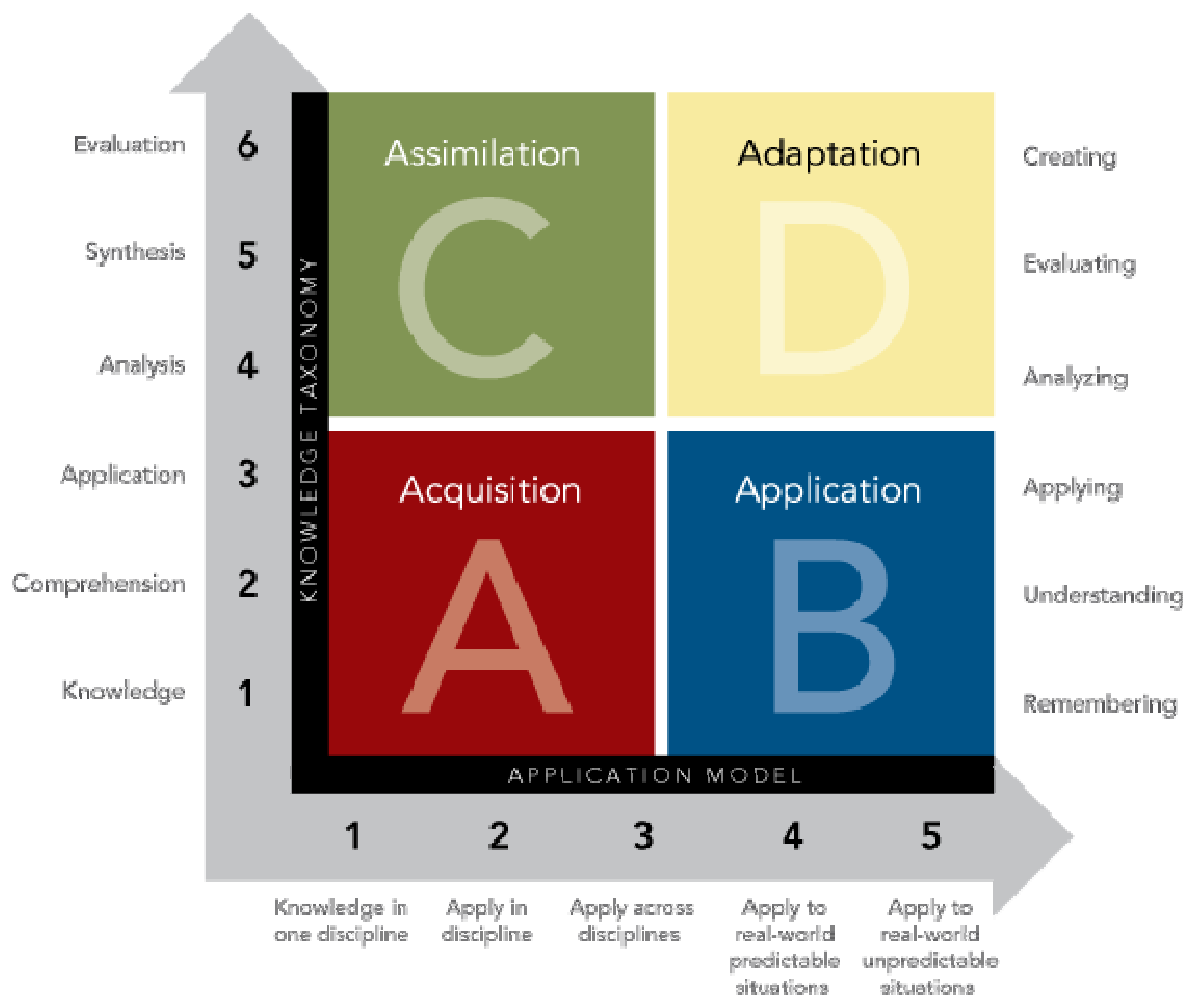 Evaluation
6
Assimilation
Adaptation
Creating
C
D
Synthesis
5
Evaluating
Analysis
4
Analyzing
KNOWLEDGE TAXONOMY
Application
3
Acquisition
Application
Applying
A
B
Comprehension
2
Understanding
Knowledge
1
Remembering
APPLICATION MODEL
1
2
3
4
5
Knowledge in
one discipline
Apply in
discipline
Apply across
disciplines
Apply to
real-world
predictable
situations
Apply to
real-world
unpredictable
situations